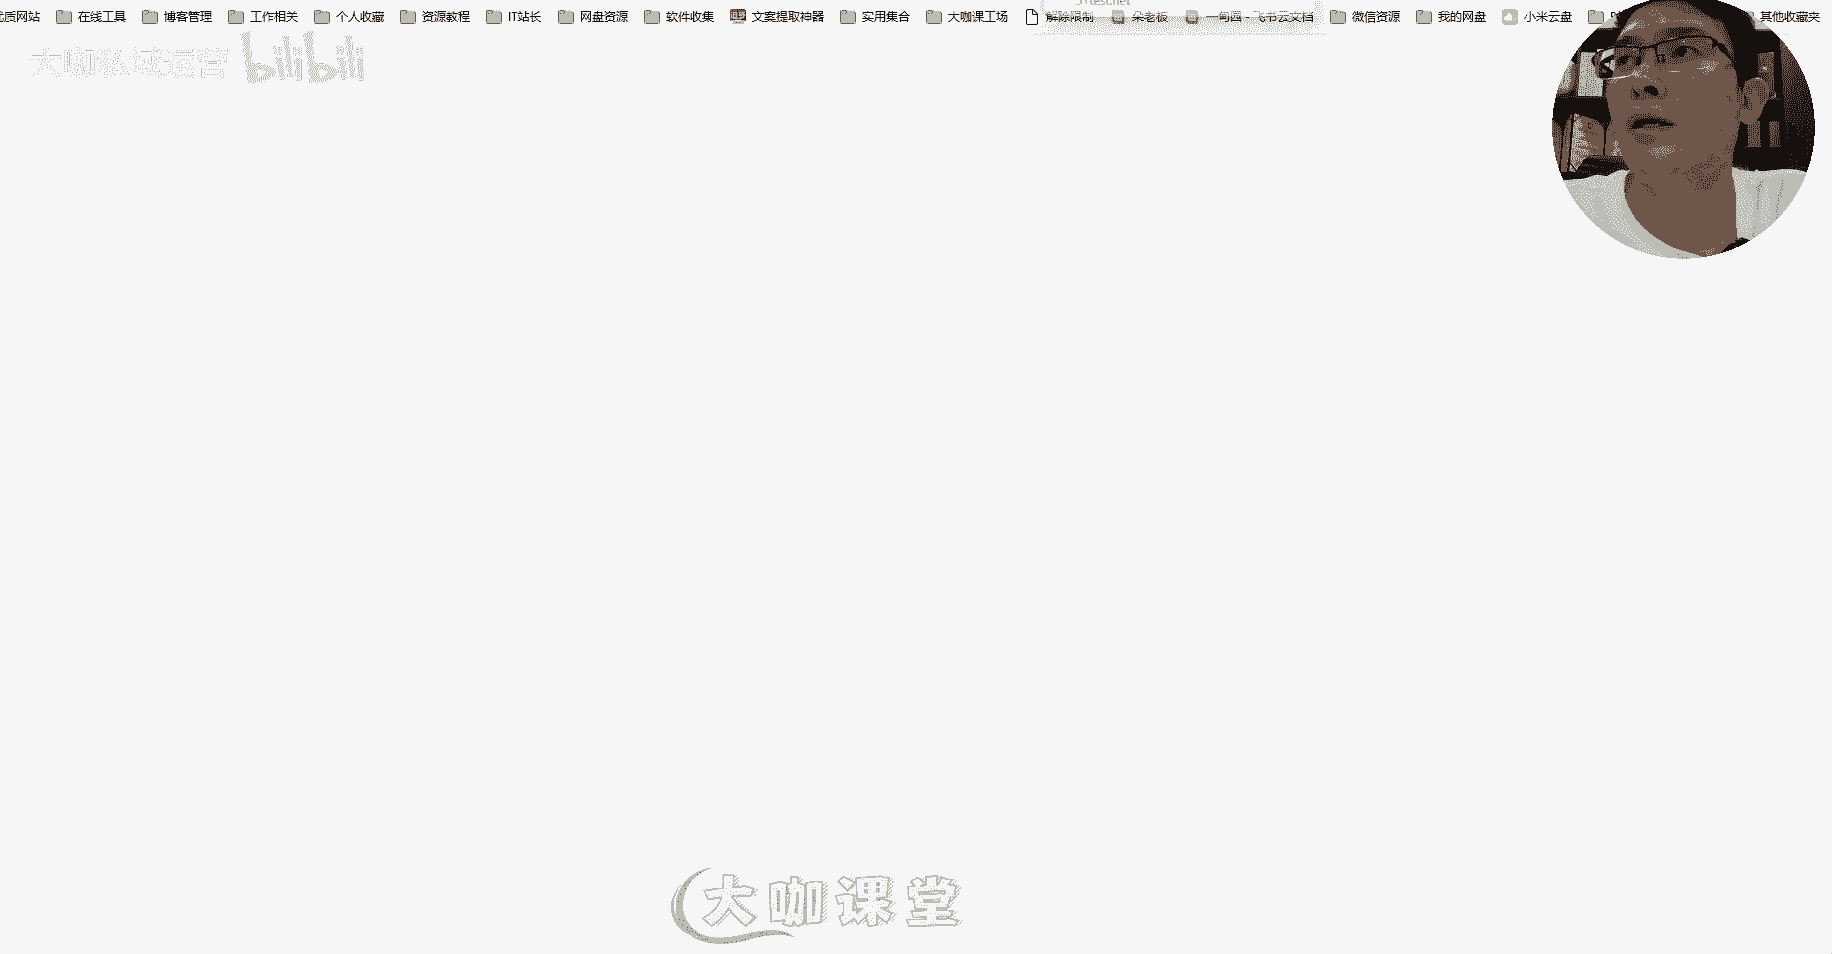 质网站 在线工具 博客管理 工作相关 个人收藏 资源教程 IT站长 网盘资源 软件收集 文案提取神器 实用集合 大咖课工场 解除限制 朵老板 一甸园 - 飞书云文档 微信资源 我的网盘 小米云盘 其他收藏夹
大咖私域运营 bilibili
大咖课堂